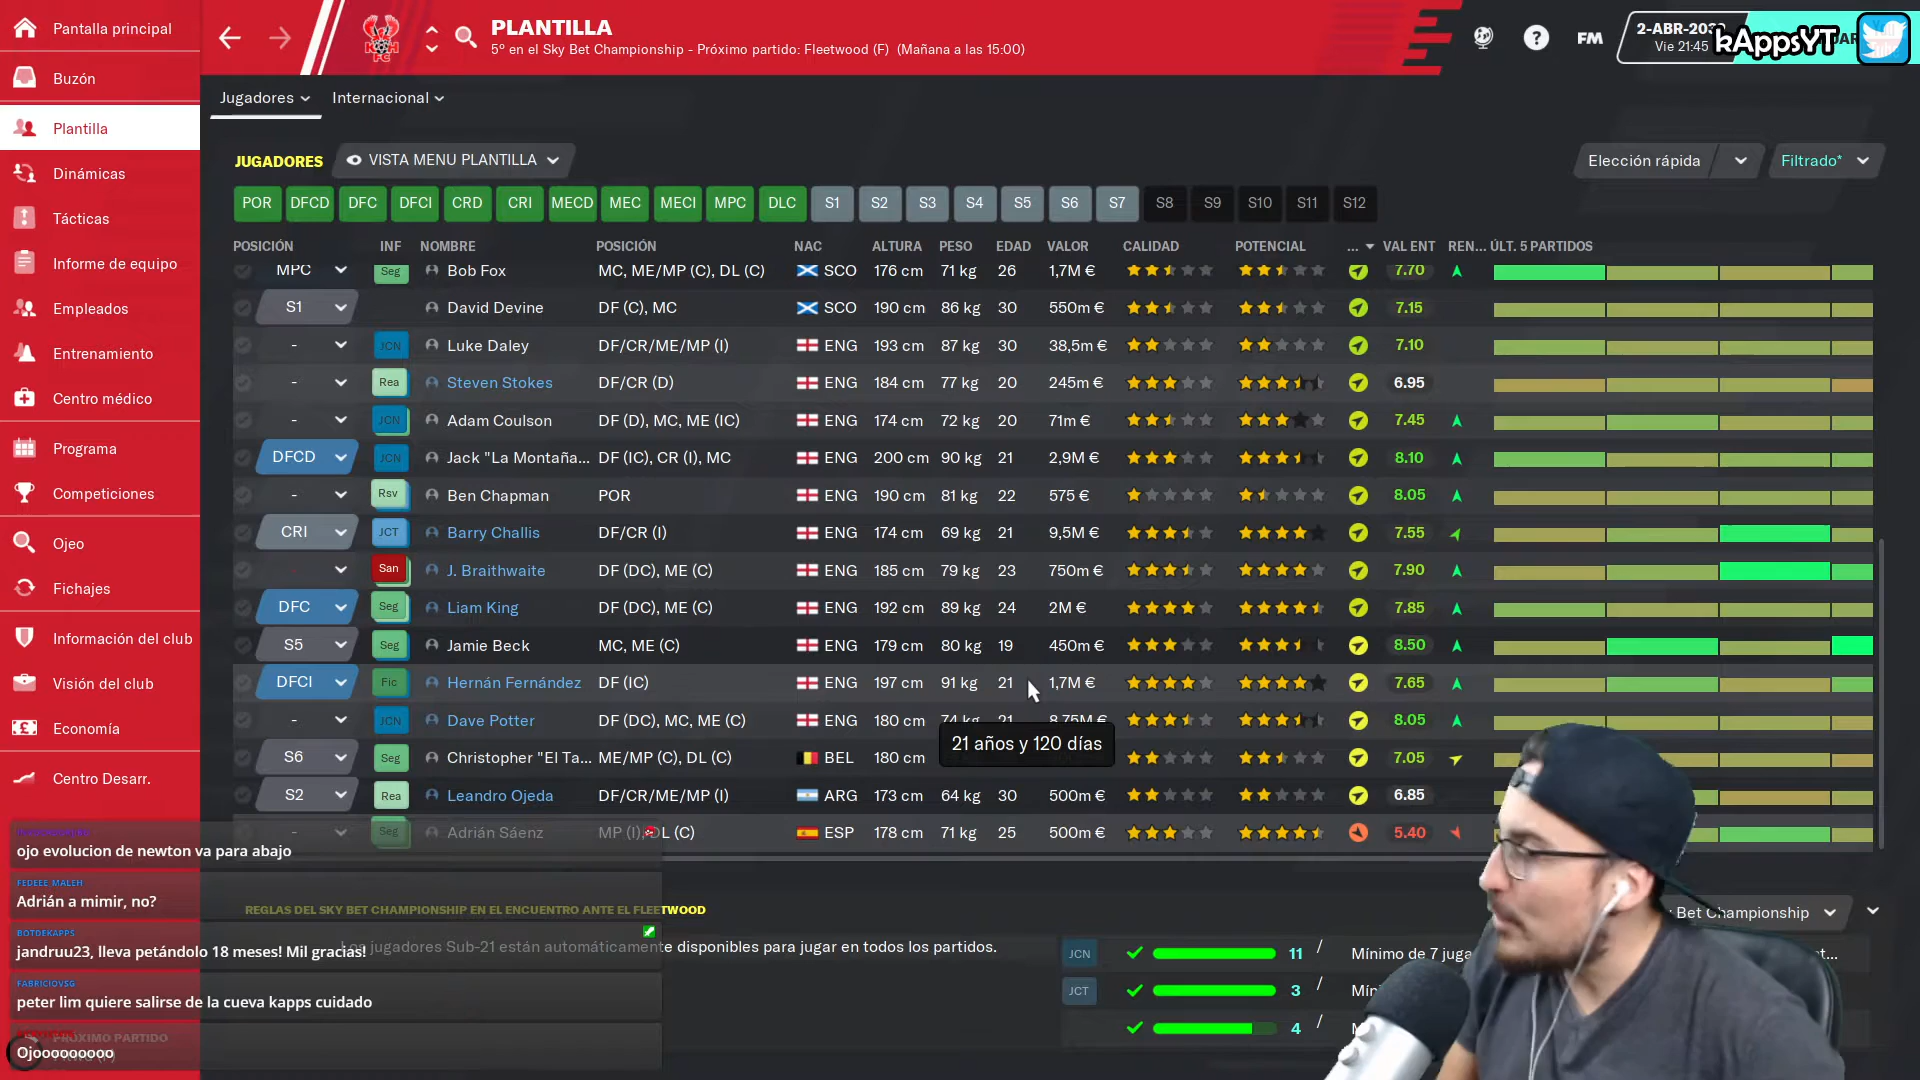 Pantalla principal
Buzón
Plantilla
Dinámicas
Tácticas
Informe de equipo
Empleados
Entrenamiento
Centro médico
Programa
Competiciones
Ojeo
Fichajes
Información del club
Visión del club
Economía
Centro Desarr.
PLANTILLA
5º en el Sky Bet Championship - Próximo partido: Fleetwood (F) (Mañana a las 15:00)
FM
2-ABR-20
Vie 21:45
kAppsYT
Jugadores
Internacional
JUGADORES
VISTA MENU PLANTILLA
Elección rápida
Filtrado*
POR DFCD DFC DFCI CRD CRI MECD MEC MECI MPC DLC S1 S2 S3 S4 S5 S6 S7 S8 S9 S10 S11 S12
POSICIÓN INF NOMBRE POSICIÓN NAC ALTURA PESO EDAD VALOR CALIDAD POTENCIAL ... VAL ENT REN... ÚLT. 5 PARTIDOS
MPC Seg Bob Fox MC, ME/MP (C), DL (C) SCO 176 cm 71 kg 26 1,7M € 7.70
S1 David Devine DF (C), MC SCO 190 cm 86 kg 30 550m € 7.15
- JCN Luke Daley DF/CR/ME/MP (I) ENG 193 cm 87 kg 30 38,5m € 7.10
- Rea Steven Stokes DF/CR (D) ENG 184 cm 77 kg 20 245m € 6.95
- JCN Adam Coulson DF (D), MC, ME (IC) ENG 174 cm 72 kg 20 71m € 7.45
DFCD JCN Jack "La Montaña... DF (IC), CR (I), MC ENG 200 cm 90 kg 21 2,9M € 8.10
- Rsv Ben Chapman POR ENG 190 cm 81 kg 22 575 € 8.05
CRI JCT Barry Challis DF/CR (I) ENG 174 cm 69 kg 21 9,5M € 7.55
San J. Braithwaite DF (DC), ME (C) ENG 185 cm 79 kg 23 750m € 7.90
DFC Seg Liam King DF (DC), ME (C) ENG 192 cm 89 kg 24 2M € 7.85
S5 Seg Jamie Beck MC, ME (C) ENG 179 cm 80 kg 19 450m € 8.50
DFCI Fic Hernán Fernández DF (IC) ENG 197 cm 91 kg 21 1,7M € 7.65
- JCN Dave Potter DF (DC), MC, ME (C) ENG 180 cm 74 kg 21 8,75M € 8.05
21 años y 120 días
S6 Seg Christopher "El Ta... ME/MP (C), DL (C) BEL 180 cm 7.05
S2 Rea Leandro Ojeda DF/CR/ME/MP (I) ARG 173 cm 64 kg 30 500m € 6.85
- Seg Adrián Sáenz MP (I), DL (C) ESP 178 cm 71 kg 25 500m € 5.40
ojo evolucion de newton va para abajo
FEDEEE_MALEH
Adrián a mimir, no?
BOTDEKAPPS
jandruu23, lleva petándolo 18 meses! Mil gracias!
FABRICIOVSG
peter lim quiere salirse de la cueva kapps cuidado
PRÓXIMO PARTIDO
Ojooooooooo
REGLAS DEL SKY BET CHAMPIONSHIP EN EL ENCUENTRO ANTE EL FLEETWOOD
Los jugadores Sub-21 están automáticamente disponibles para jugar en todos los partidos.
Bet Championship
JCN 11 / Mínimo de 7 juga
JCT 3 / Mín
4 / M